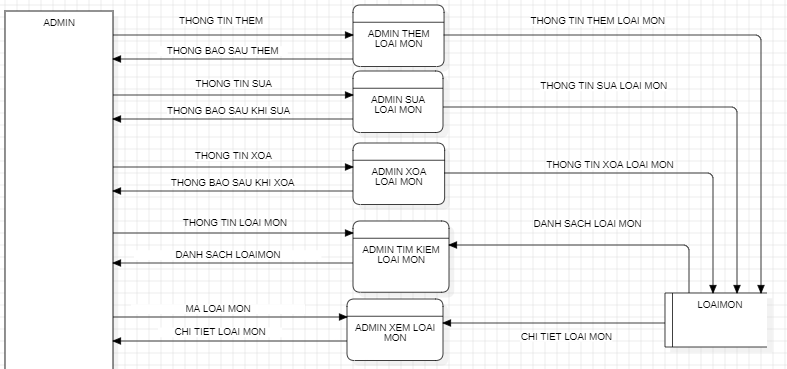 ADMIN
THONG TIN THEM
ADMIN THEM
LOAI MON
THONG TIN THEM LOAI MON
THONG BAO SAU THEM
THONG TIN SUA
ADMIN SUA
LOAI MON
THONG TIN SUA LOAI MON
THONG BAO SAU KHI SUA
THONG TIN XOA
ADMIN XOA
LOAI MON
THONG TIN XOA LOAI MON
THONG BAO SAU KHI XOA
THONG TIN LOAI MON
ADMIN TIM KIEM
LOAI MON
DANH SACH LOAI MON
DANH SACH LOAIMON
MA LOAI MON
ADMIN XEM LOAI
MON
LOAIMON
CHI TIET LOAI MON
CHI TIET LOAI MON